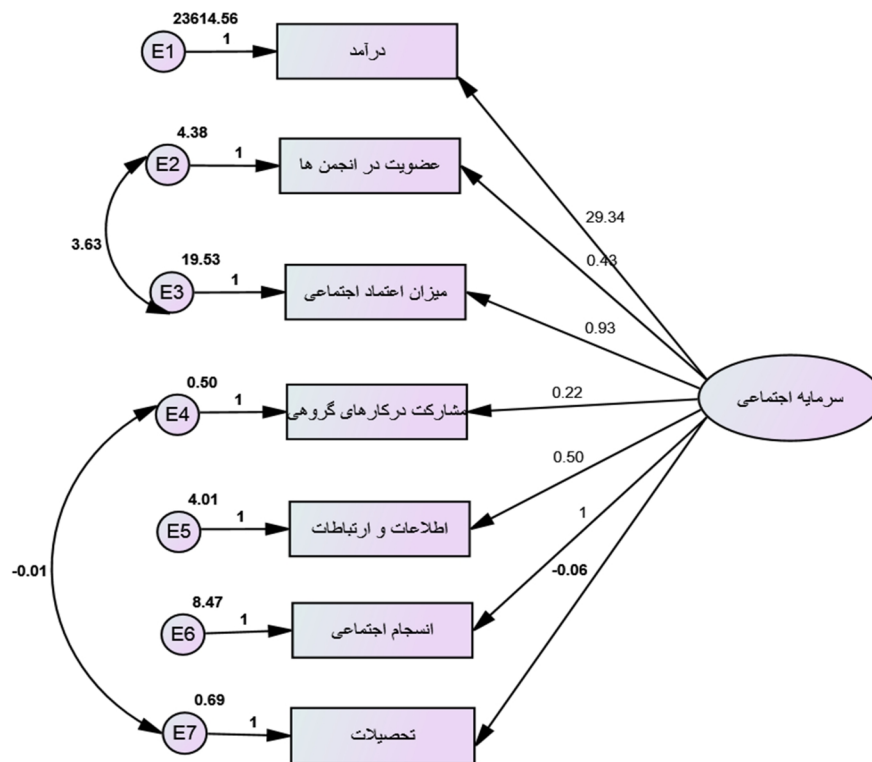 23614.56
E1
1
درآمد
4.38
E2
1
عضویت در انجمن ها
29.34
0.43
3.63
19.53
E3
1
میزان اعتماد اجتماعی
0.93
0.50
E4
1
مشارکت درکارهای گروهی
0.22
سرمایه اجتماعی
0.50
4.01
E5
1
اطلاعات و ارتباطات
1
-0.01
-0.06
8.47
E6
1
انسجام اجتماعی
0.69
E7
1
تحصیلات